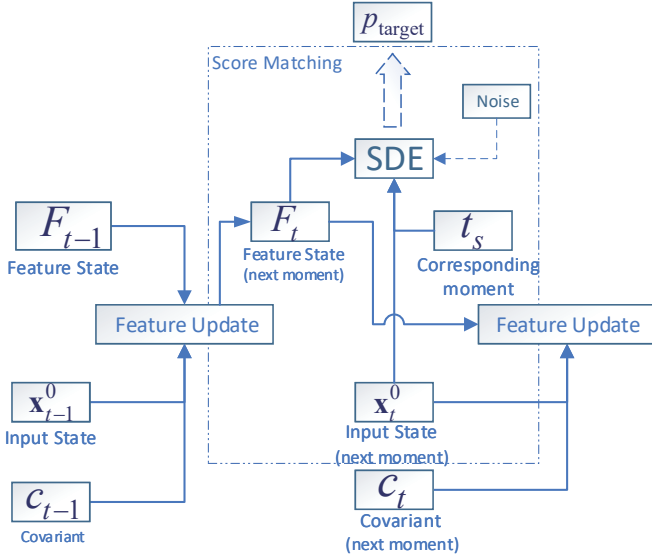 p_target
Score Matching
Noise
SDE
F_{t−1}
Feature State
F_t
Feature State
(next moment)
t_s
Corresponding
moment
Feature Update
Feature Update
x^0_{t−1}
Input State
x^0_t
Input State
(next moment)
c_{t−1}
Covariant
c_t
Covariant
(next moment)